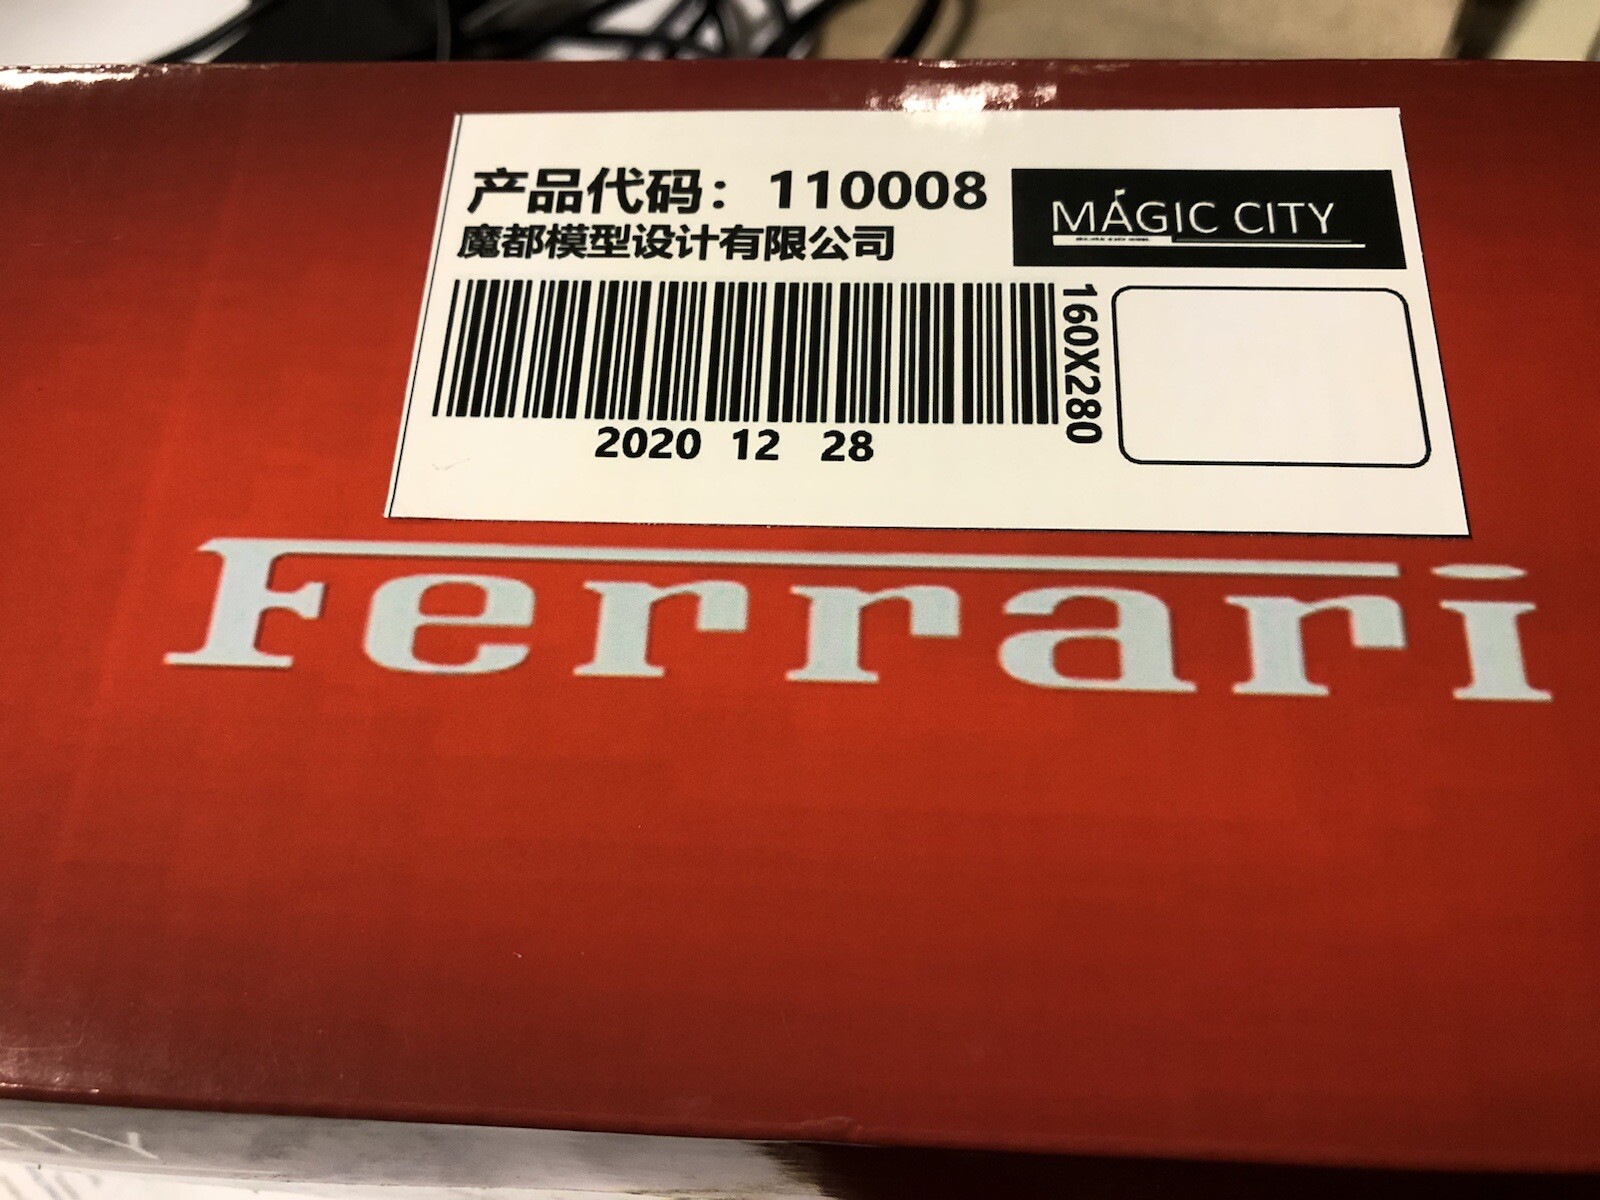 产品代码：110008
MAGIC CITY
魔都模型设计有限公司
160X280
2020 12 28
Ferrari